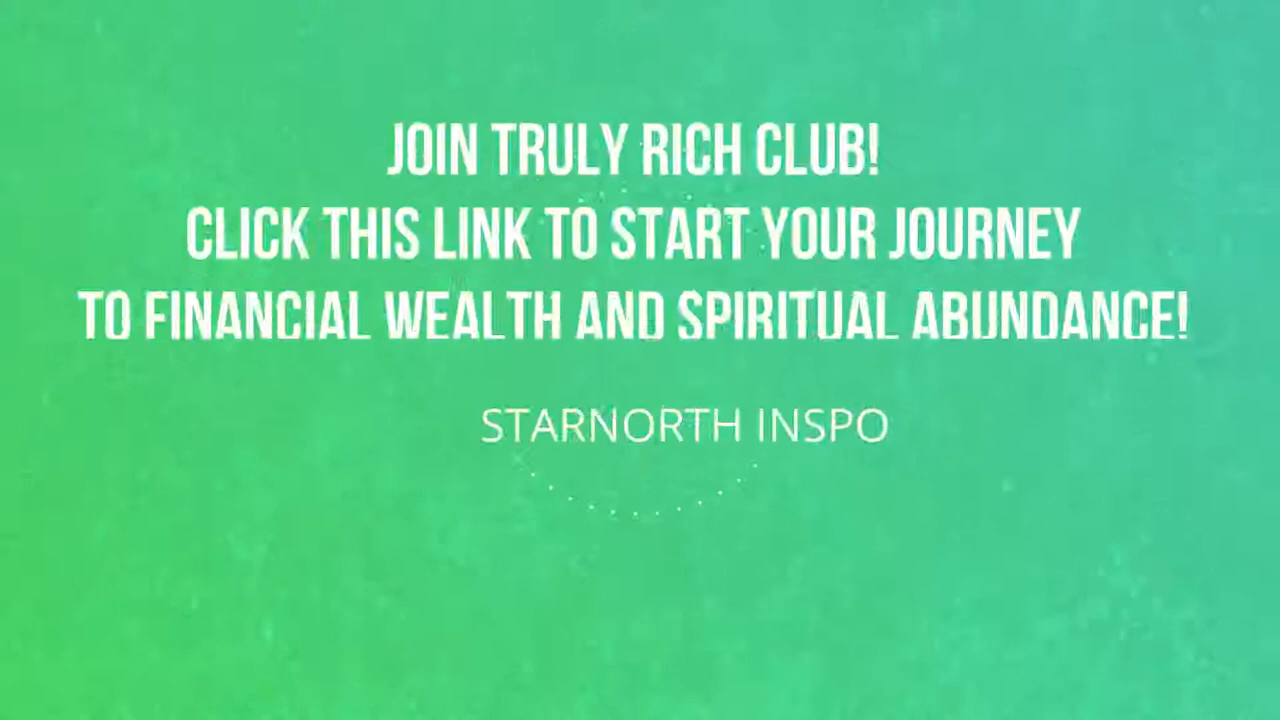 JOIN TRULY RICH CLUB!
CLICK THIS LINK TO START YOUR JOURNEY
TO FINANCIAL WEALTH AND SPIRITUAL ABUNDANCE!
STARNORTH INSPO